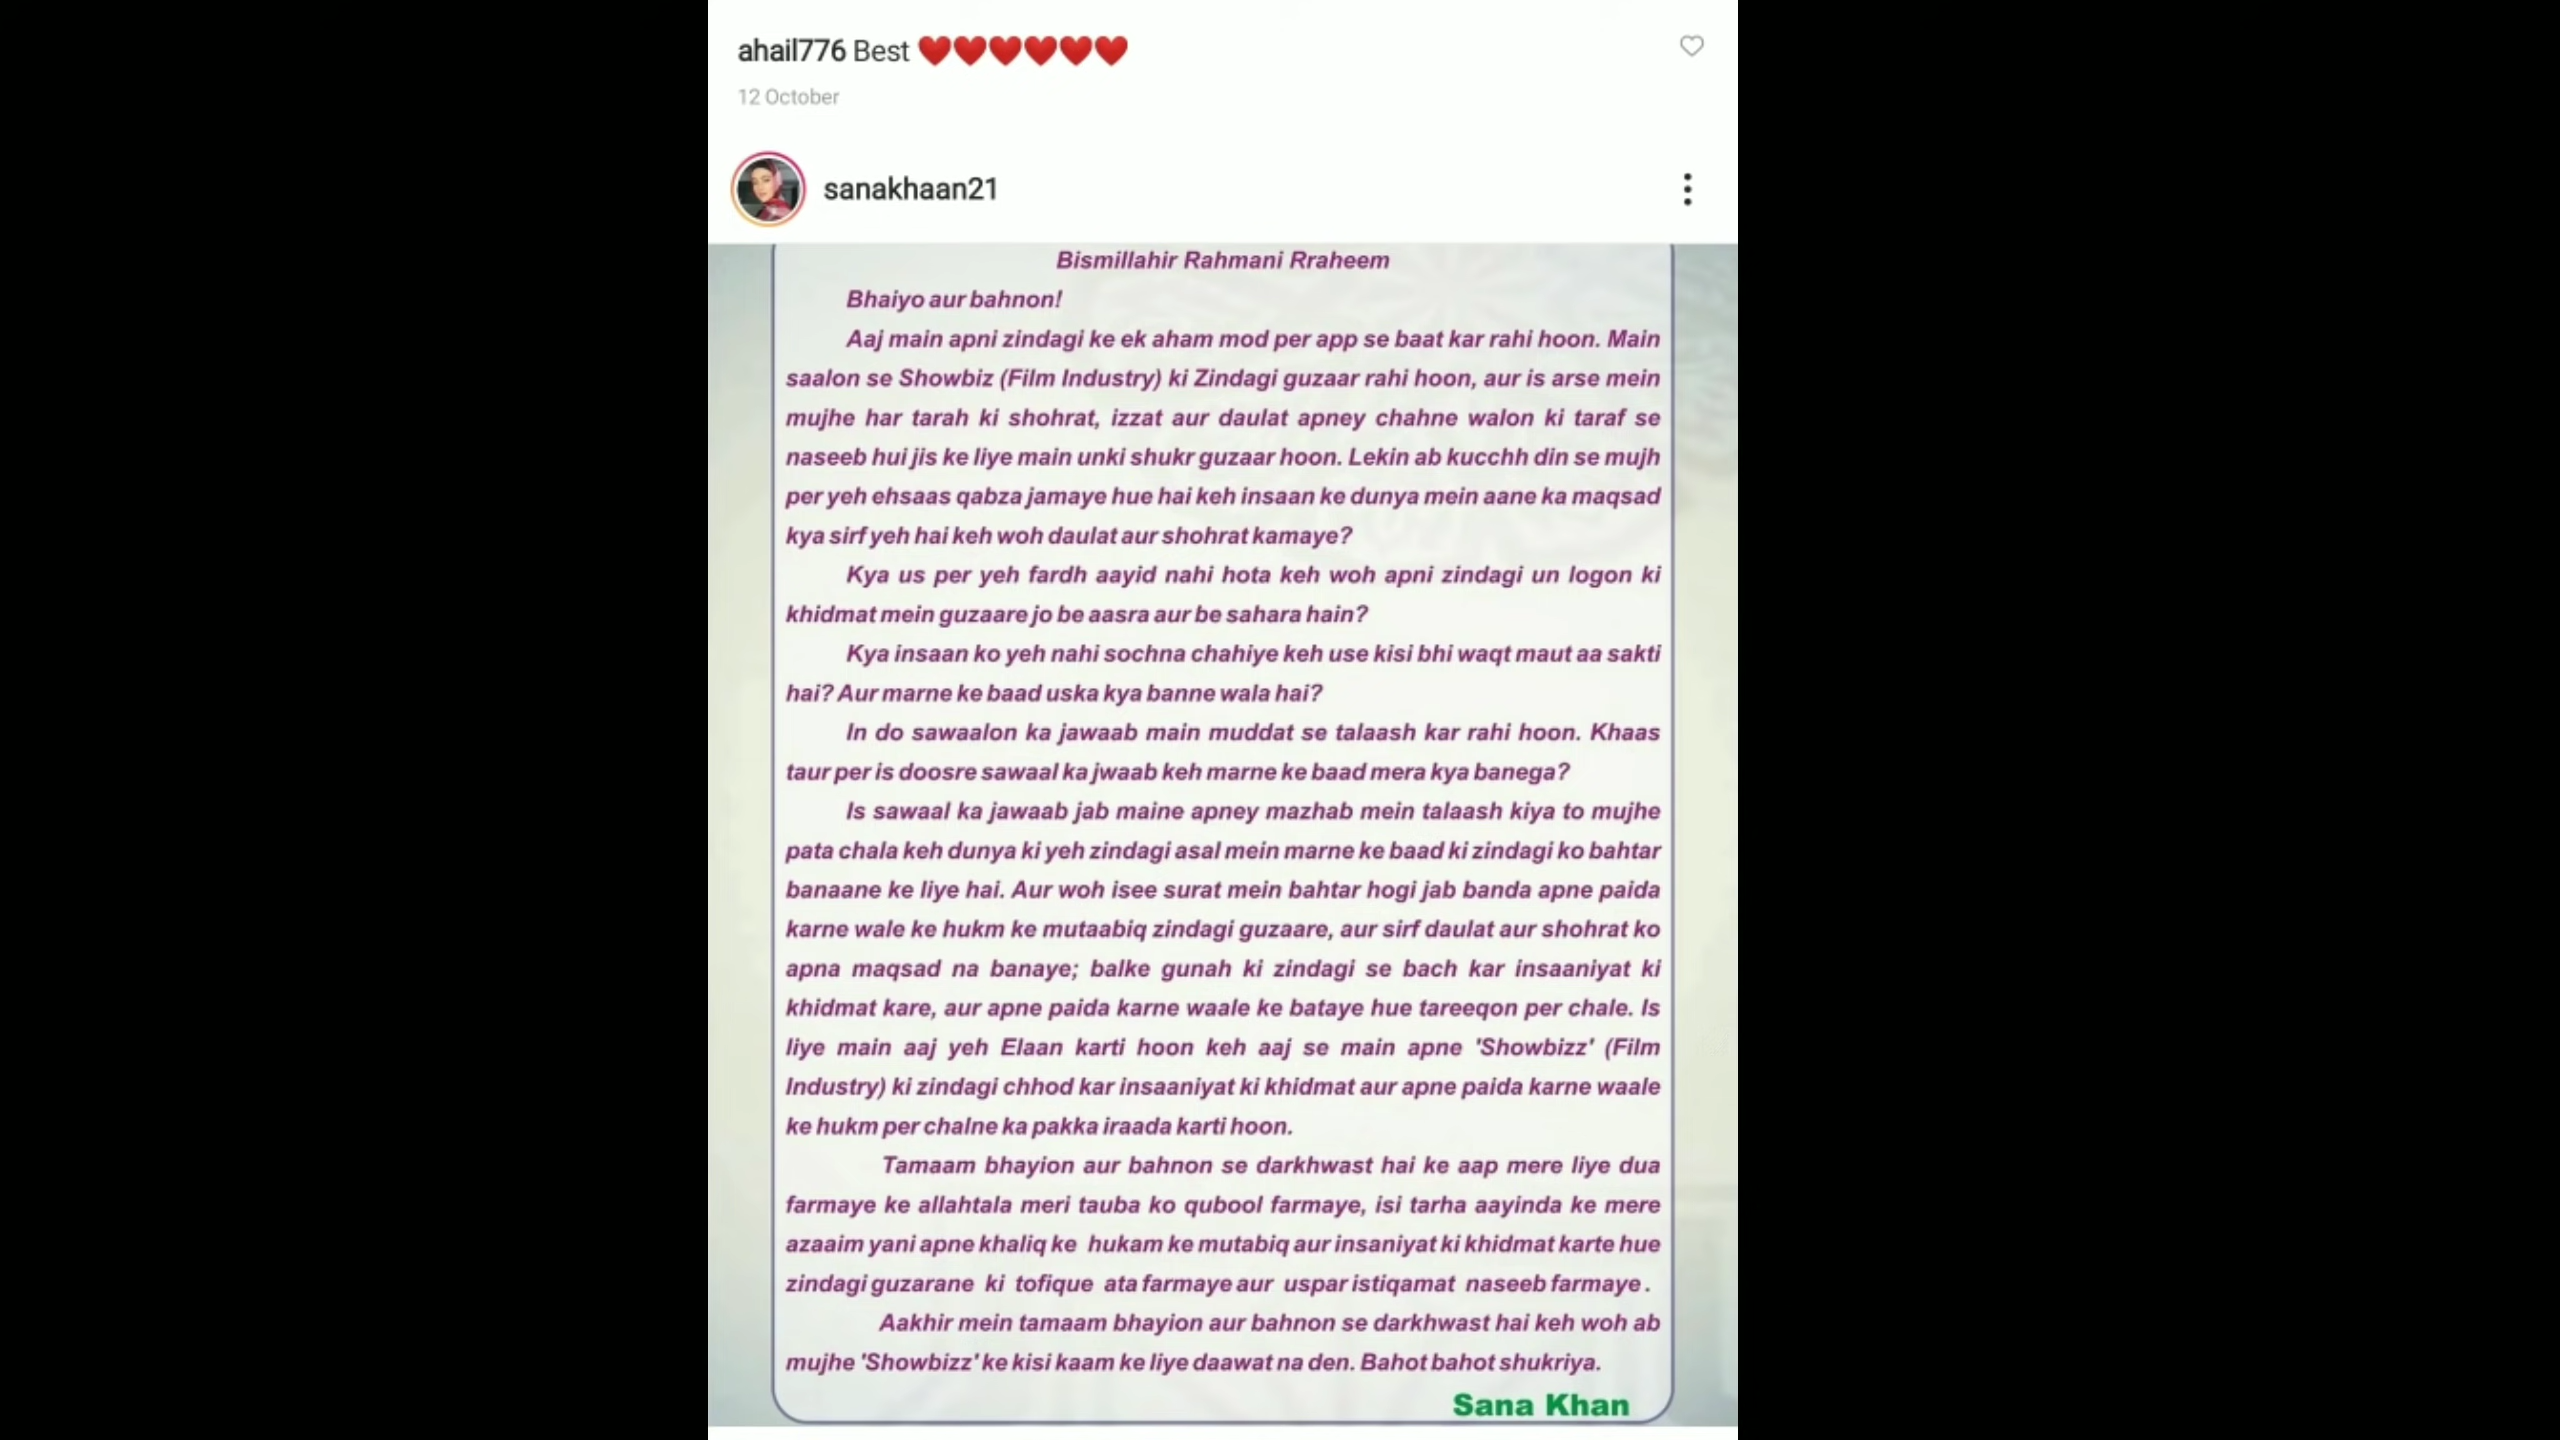 ahail776 Best ❤️❤️❤️❤️❤️❤️
12 October
sanakhaan21
Bismillahir Rahmani Rraheem
Bhaiyo aur bahnon!
Aaj main apni zindagi ke ek aham mod per app se baat kar rahi hoon. Main
saalon se Showbiz (Film Industry) ki Zindagi guzaar rahi hoon, aur is arse mein
mujhe har tarah ki shohrat, izzat aur daulat apney chahne walon ki taraf se
naseeb hui jis ke liye main unki shukr guzaar hoon. Lekin ab kucchh din se mujh
per yeh ehsaas qabza jamaye hue hai keh insaan ke dunya mein aane ka maqsad
kya sirf yeh hai keh woh daulat aur shohrat kamaye?
Kya us per yeh fardh aayid nahi hota keh woh apni zindagi un logon ki
khidmat mein guzaare jo be aasra aur be sahara hain?
Kya insaan ko yeh nahi sochna chahiye keh use kisi bhi waqt maut aa sakti
hai? Aur marne ke baad uska kya banne wala hai?
In do sawaalon ka jawaab main muddat se talaash kar rahi hoon. Khaas
taur per is doosre sawaal ka jwaab keh marne ke baad mera kya banega?
Is sawaal ka jawaab jab maine apney mazhab mein talaash kiya to mujhe
pata chala keh dunya ki yeh zindagi asal mein marne ke baad ki zindagi ko bahtar
banaane ke liye hai. Aur woh isee surat mein bahtar hogi jab banda apne paida
karne wale ke hukm ke mutaabiq zindagi guzaare, aur sirf daulat aur shohrat ko
apna maqsad na banaye; balke gunah ki zindagi se bach kar insaaniyat ki
khidmat kare, aur apne paida karne waale ke bataye hue tareeqon per chale. Is
liye main aaj yeh Elaan karti hoon keh aaj se main apne 'Showbizz' (Film
Industry) ki zindagi chhod kar insaaniyat ki khidmat aur apne paida karne waale
ke hukm per chalne ka pakka iraada karti hoon.
Tamaam bhayion aur bahnon se darkhwast hai ke aap mere liye dua
farmaye ke allahtala meri tauba ko qubool farmaye, isi tarha aayinda ke mere
azaaim yani apne khaliq ke hukam ke mutabiq aur insaniyat ki khidmat karte hue
zindagi guzarane ki tofique ata farmaye aur uspar istiqamat naseeb farmaye .
Aakhir mein tamaam bhayion aur bahnon se darkhwast hai keh woh ab
mujhe 'Showbizz' ke kisi kaam ke liye daawat na den. Bahot bahot shukriya.
Sana Khan